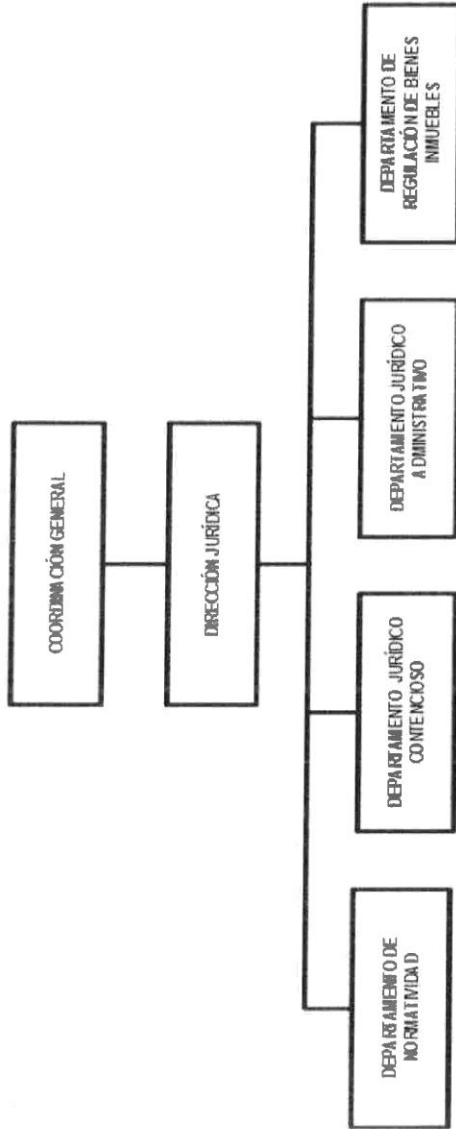 COORDINACIÓN GENERAL
DIRECCIÓN JURÍDICA
DEPARTAMENTO DE
NORMATIVIDAD
DEPARTAMENTO JURÍDICO
CONTENCIOSO
DEPARTAMENTO JURÍDICO
ADMINISTRATIVO
DEPARTAMENTO DE
REGULACIÓN DE BIENES
INMUEBLES